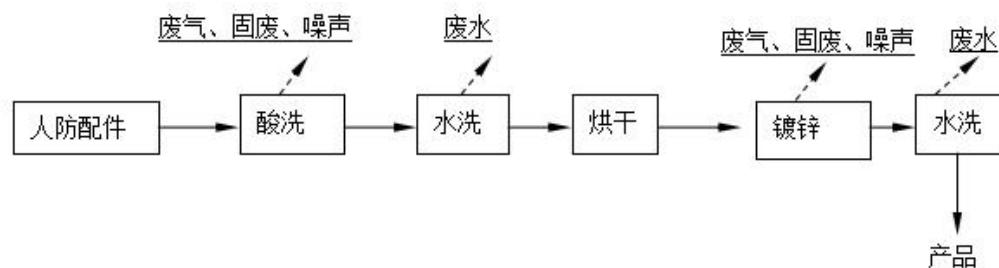 废气、固废、噪声
废水
废气、固废、噪声
废水
人防配件
酸洗
水洗
烘干
镀锌
水洗
产品